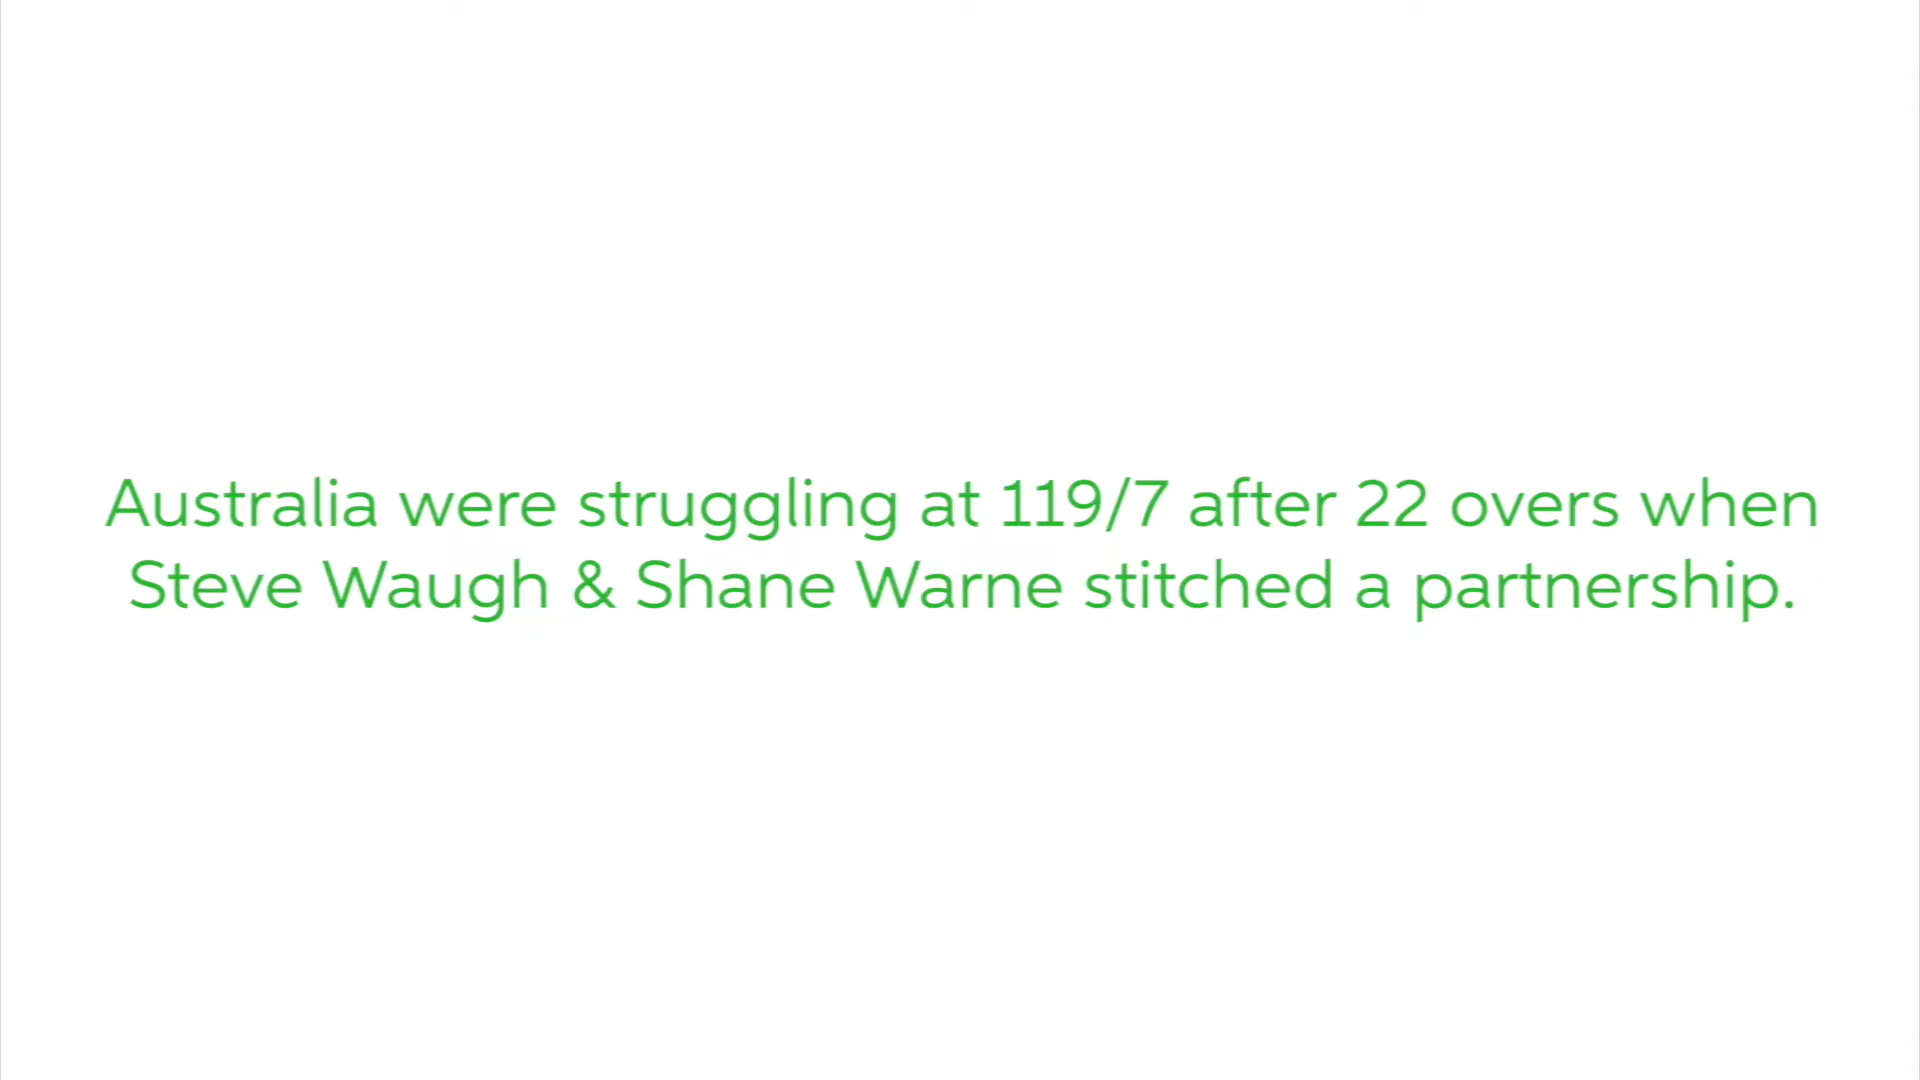 Australia were struggling at 119/7 after 22 overs when
Steve Waugh & Shane Warne stitched a partnership.